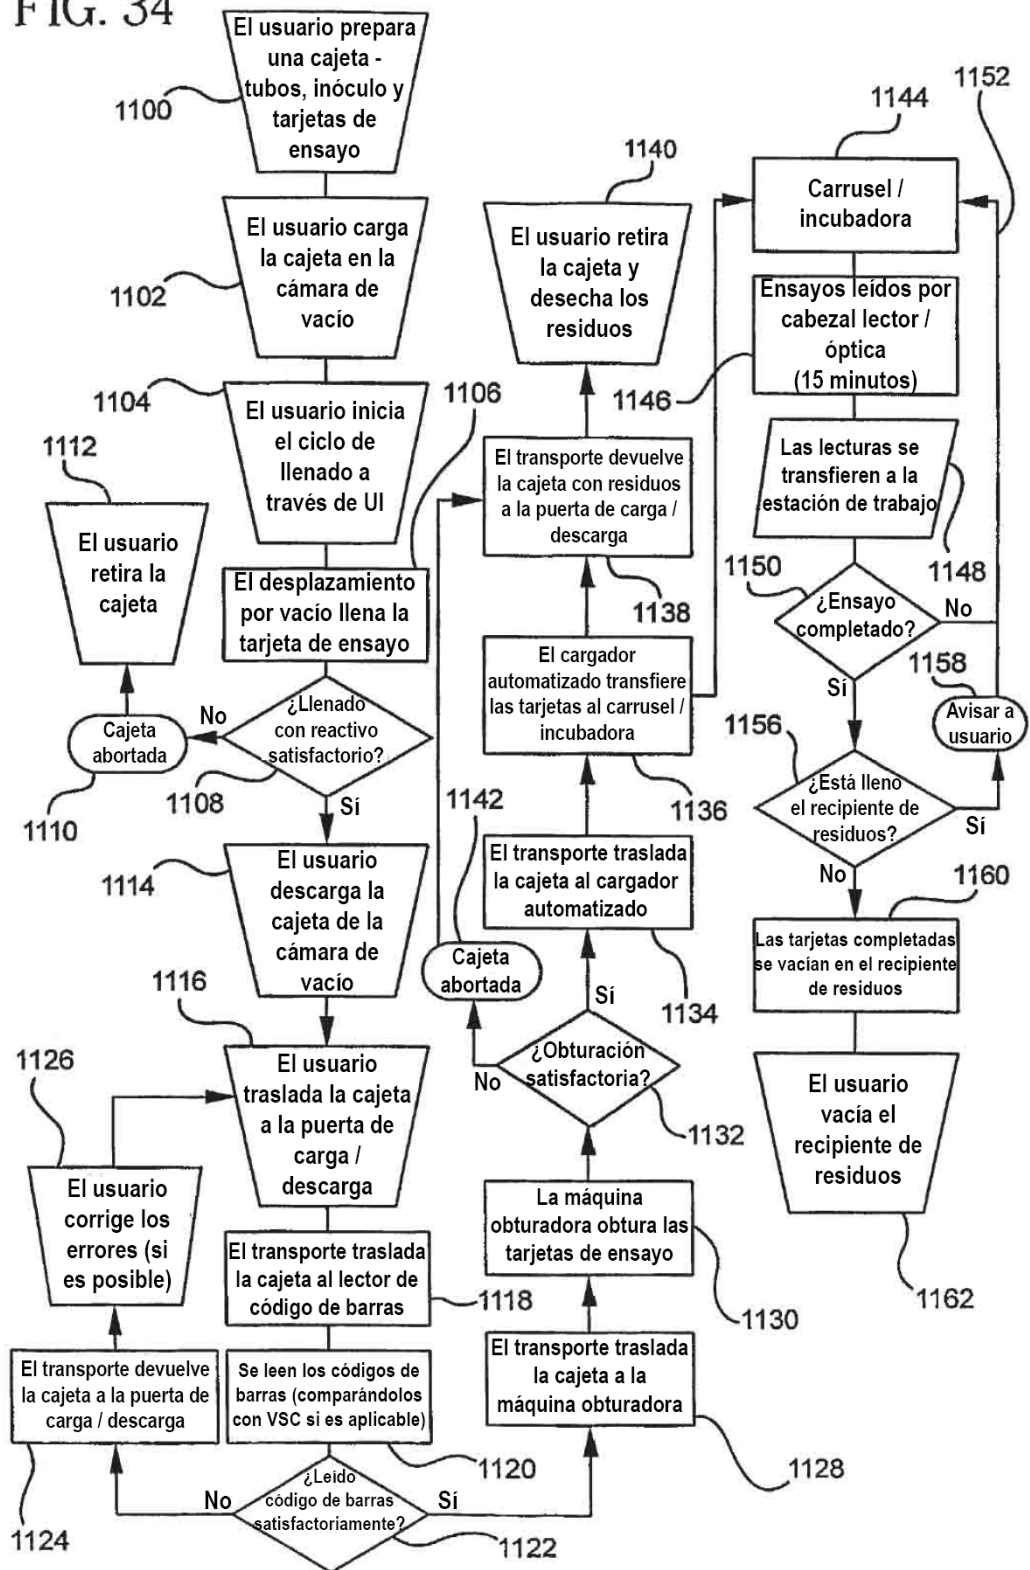 FIG. 34
El usuario prepara
una cajeta -
tubos, inóculo y
tarjetas de
ensayo
1100
El usuario carga
la cajeta en la
cámara de
vacío
1102
1104
El usuario inicia
el ciclo de
llenado a
través de UI
1106
1112
El usuario
retira la
cajeta
El desplazamiento
por vacío llena la
tarjeta de ensayo
¿Llenado
con reactivo
satisfactorio?
No
Cajeta
abortada
1110
1108
Sí
1114
El usuario
descarga la
cajeta de la
cámara de
vacío
1116
El usuario
traslada la cajeta
a la puerta de
carga /
descarga
1126
El usuario
corrige los
errores (si
es posible)
El transporte traslada
la cajeta al lector de
código de barras
1118
El transporte devuelve
la cajeta a la puerta de
carga / descarga
1124
Se leen los códigos de
barras (comparándolos
con VSC si es aplicable)
1120
¿Leído
código de barras
satisfactoriamente?
No
Sí
1122
El transporte traslada
la cajeta a la
máquina obturadora
1128
La máquina
obturadora obtura las
tarjetas de ensayo
1130
¿Obturación
satisfactoria?
1132
No
Sí
Cajeta
abortada
1142
El transporte traslada
la cajeta al cargador
automatizado
1134
El cargador
automatizado transfiere
las tarjetas al carrusel /
incubadora
1136
El transporte devuelve
la cajeta con residuos
a la puerta de carga /
descarga
1138
1140
El usuario retira
la cajeta y
desecha los
residuos
1144
1152
Carrusel /
incubadora
Ensayos leídos por
cabezal lector /
óptica
(15 minutos)
1146
Las lecturas se
transfieren a la
estación de trabajo
1148
1150
¿Ensayo
completado?
No
Sí
1158
Avisar a
usuario
1156
¿Está lleno
el recipiente de
residuos?
Sí
No
1160
Las tarjetas completadas
se vacían en el recipiente
de residuos
El usuario
vacía el
recipiente de
residuos
1162